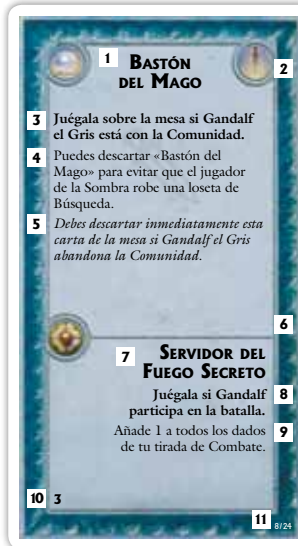 1 BASTÓN
DEL MAGO
2
3 Juégala sobre la mesa si Gandalf
el Gris está con la Comunidad.
4 Puedes descartar «Bastón del
Mago» para evitar que el jugador
de la Sombra robe una loseta de
Búsqueda.
5 Debes descartar inmediatamente esta
carta de la mesa si Gandalf el Gris
abandona la Comunidad.
6
7 SERVIDOR DEL
FUEGO SECRETO
Juégala si Gandalf 8
participa en la batalla.
Añade 1 a todos los dados 9
de tu tirada de Combate.
10 3
11 8/24